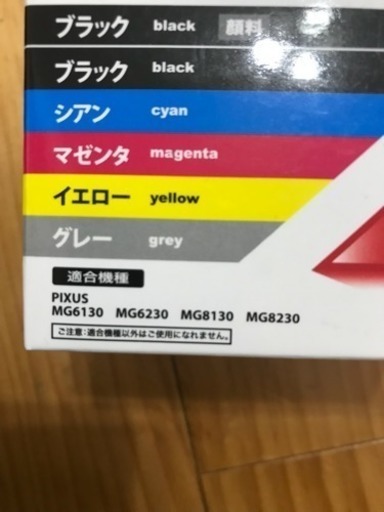 ブラック black 顔料
ブラック black
シアン cyan
マゼンタ magenta
イエロー yellow
グレー grey
適合機種
PIXUS
MG6130 MG6230 MG8130 MG8230
ご注意:適合機種以外はご使用になれません。